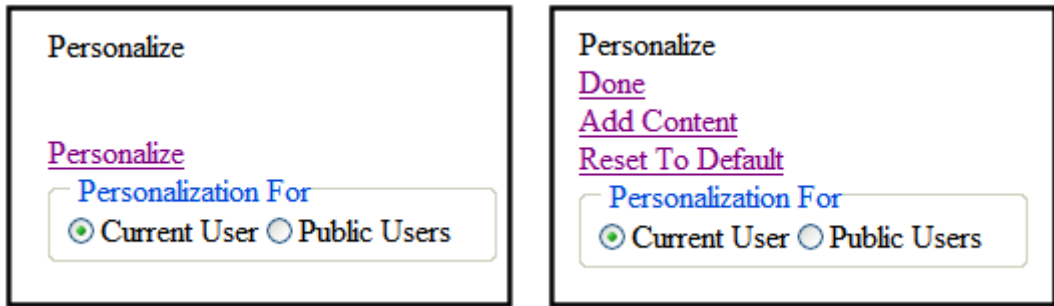 Personalize
Personalize
Personalization For
Current User Public Users
Personalize
Done
Add Content
Reset To Default
Personalization For
Current User Public Users